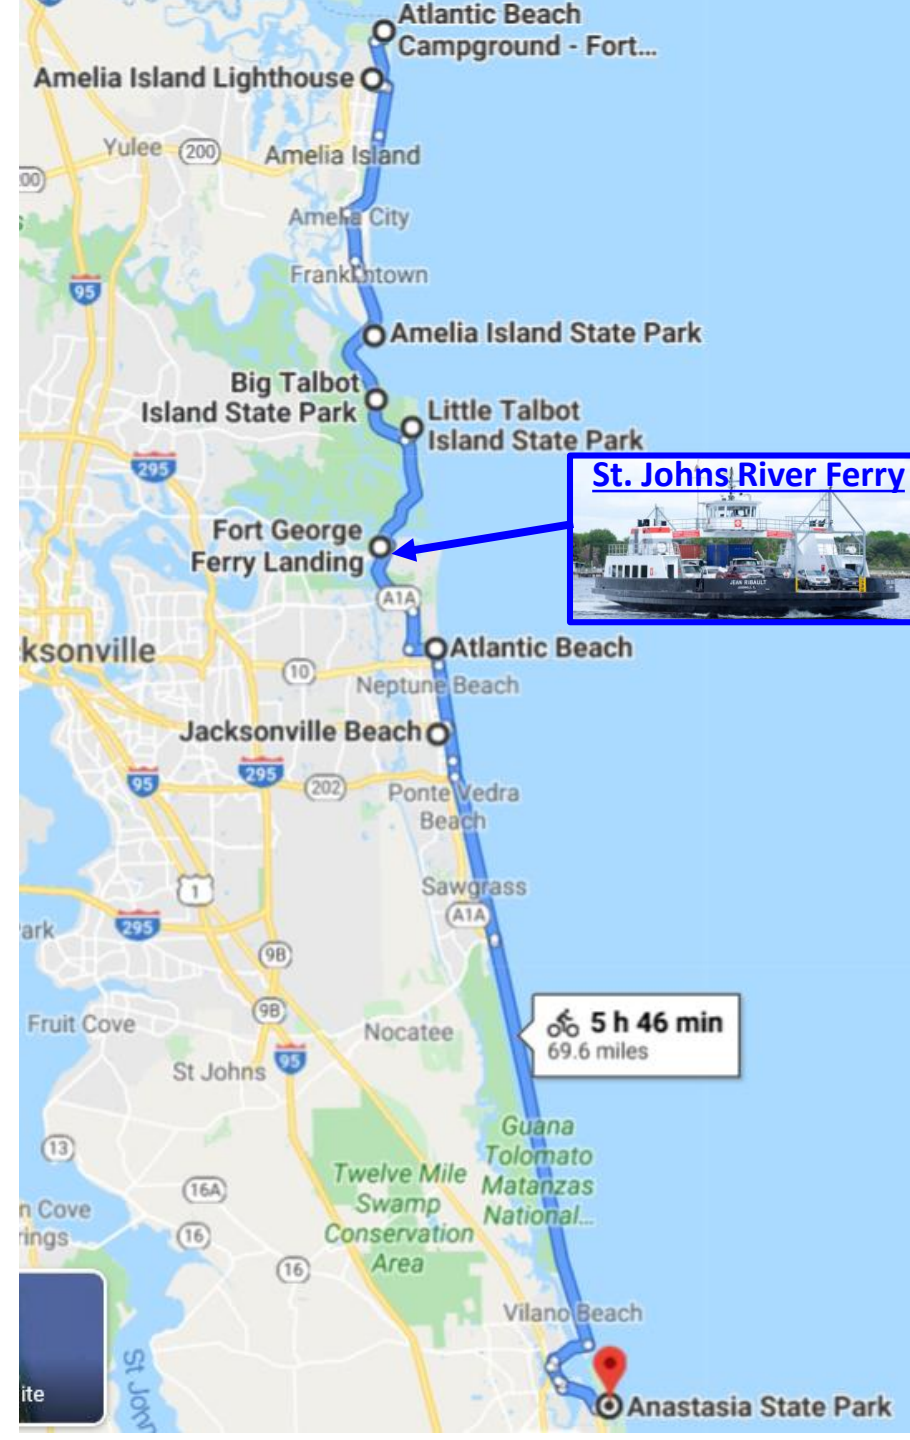 Atlantic Beach
Campground - Fort...
Amelia Island Lighthouse
Yulee
200
Amelia Island
00
Amelia City
Franklintown
95
Amelia Island State Park
Big Talbot
Island State Park
Little Talbot
Island State Park
295
St. Johns River Ferry
JEAN RIBAULT
Fort George
Ferry Landing
A1A
ksonville
Atlantic Beach
10
Neptune Beach
Jacksonville Beach
295
95
202
Ponte Vedra
Beach
1
Sawgrass
A1A
ark
295
9B
9B
5 h 46 min
69.6 miles
Fruit Cove
Nocatee
St Johns
95
Guana
Tolomato
Matanzas
National...
13
Twelve Mile
Swamp
Conservation
Area
16A
n Cove
rings
16
16
Vilano Beach
ite
St John
Anastasia State Park